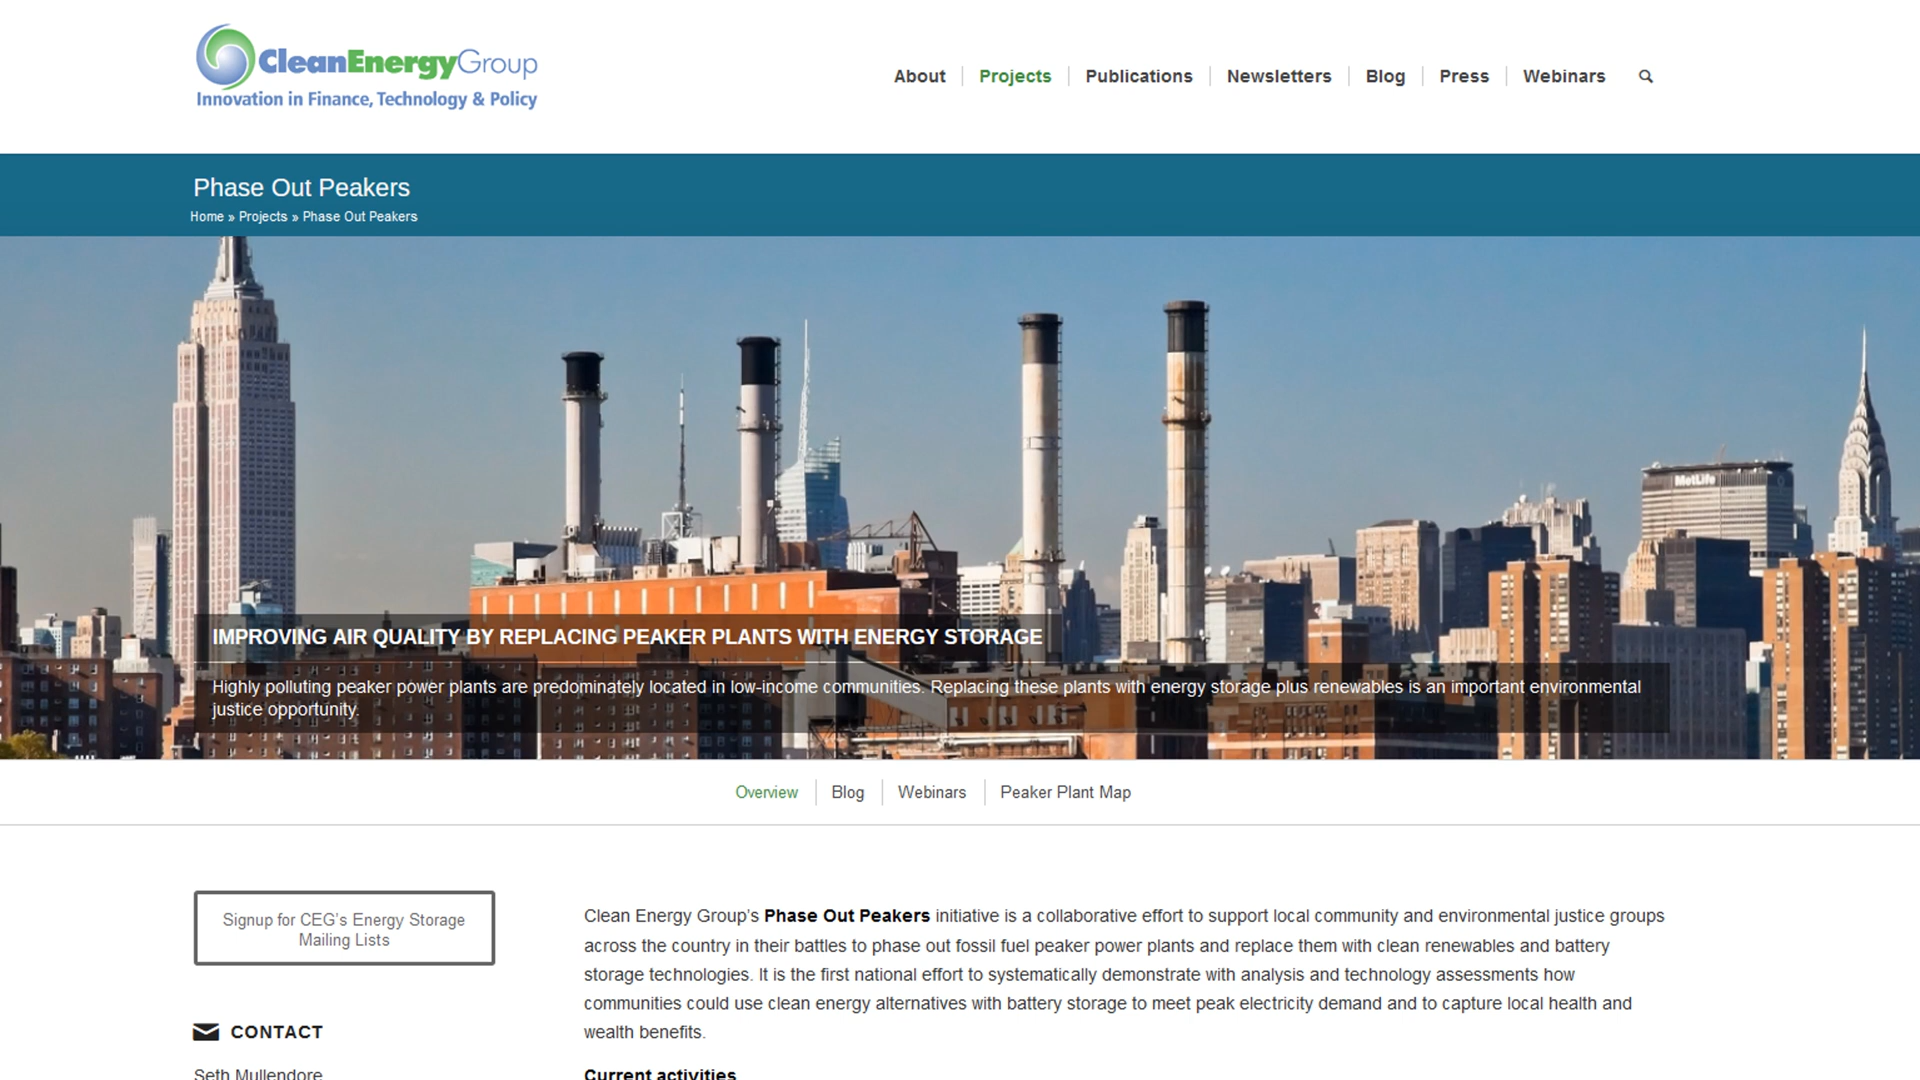 CleanEnergyGroup
Innovation in Finance, Technology & Policy
About
Projects
Publications
Newsletters
Blog
Press
Webinars
Phase Out Peakers
Home » Projects » Phase Out Peakers
MetLife
IMPROVING AIR QUALITY BY REPLACING PEAKER PLANTS WITH ENERGY STORAGE
Highly polluting peaker power plants are predominately located in low-income communities. Replacing these plants with energy storage plus renewables is an important environmental
justice opportunity.
Overview
Blog
Webinars
Peaker Plant Map
Signup for CEG's Energy Storage
Mailing Lists
CONTACT
Seth Mullendore
Clean Energy Group's Phase Out Peakers initiative is a collaborative effort to support local community and environmental justice groups
across the country in their battles to phase out fossil fuel peaker power plants and replace them with clean renewables and battery
storage technologies. It is the first national effort to systematically demonstrate with analysis and technology assessments how
communities could use clean energy alternatives with battery storage to meet peak electricity demand and to capture local health and
wealth benefits.
Current activities